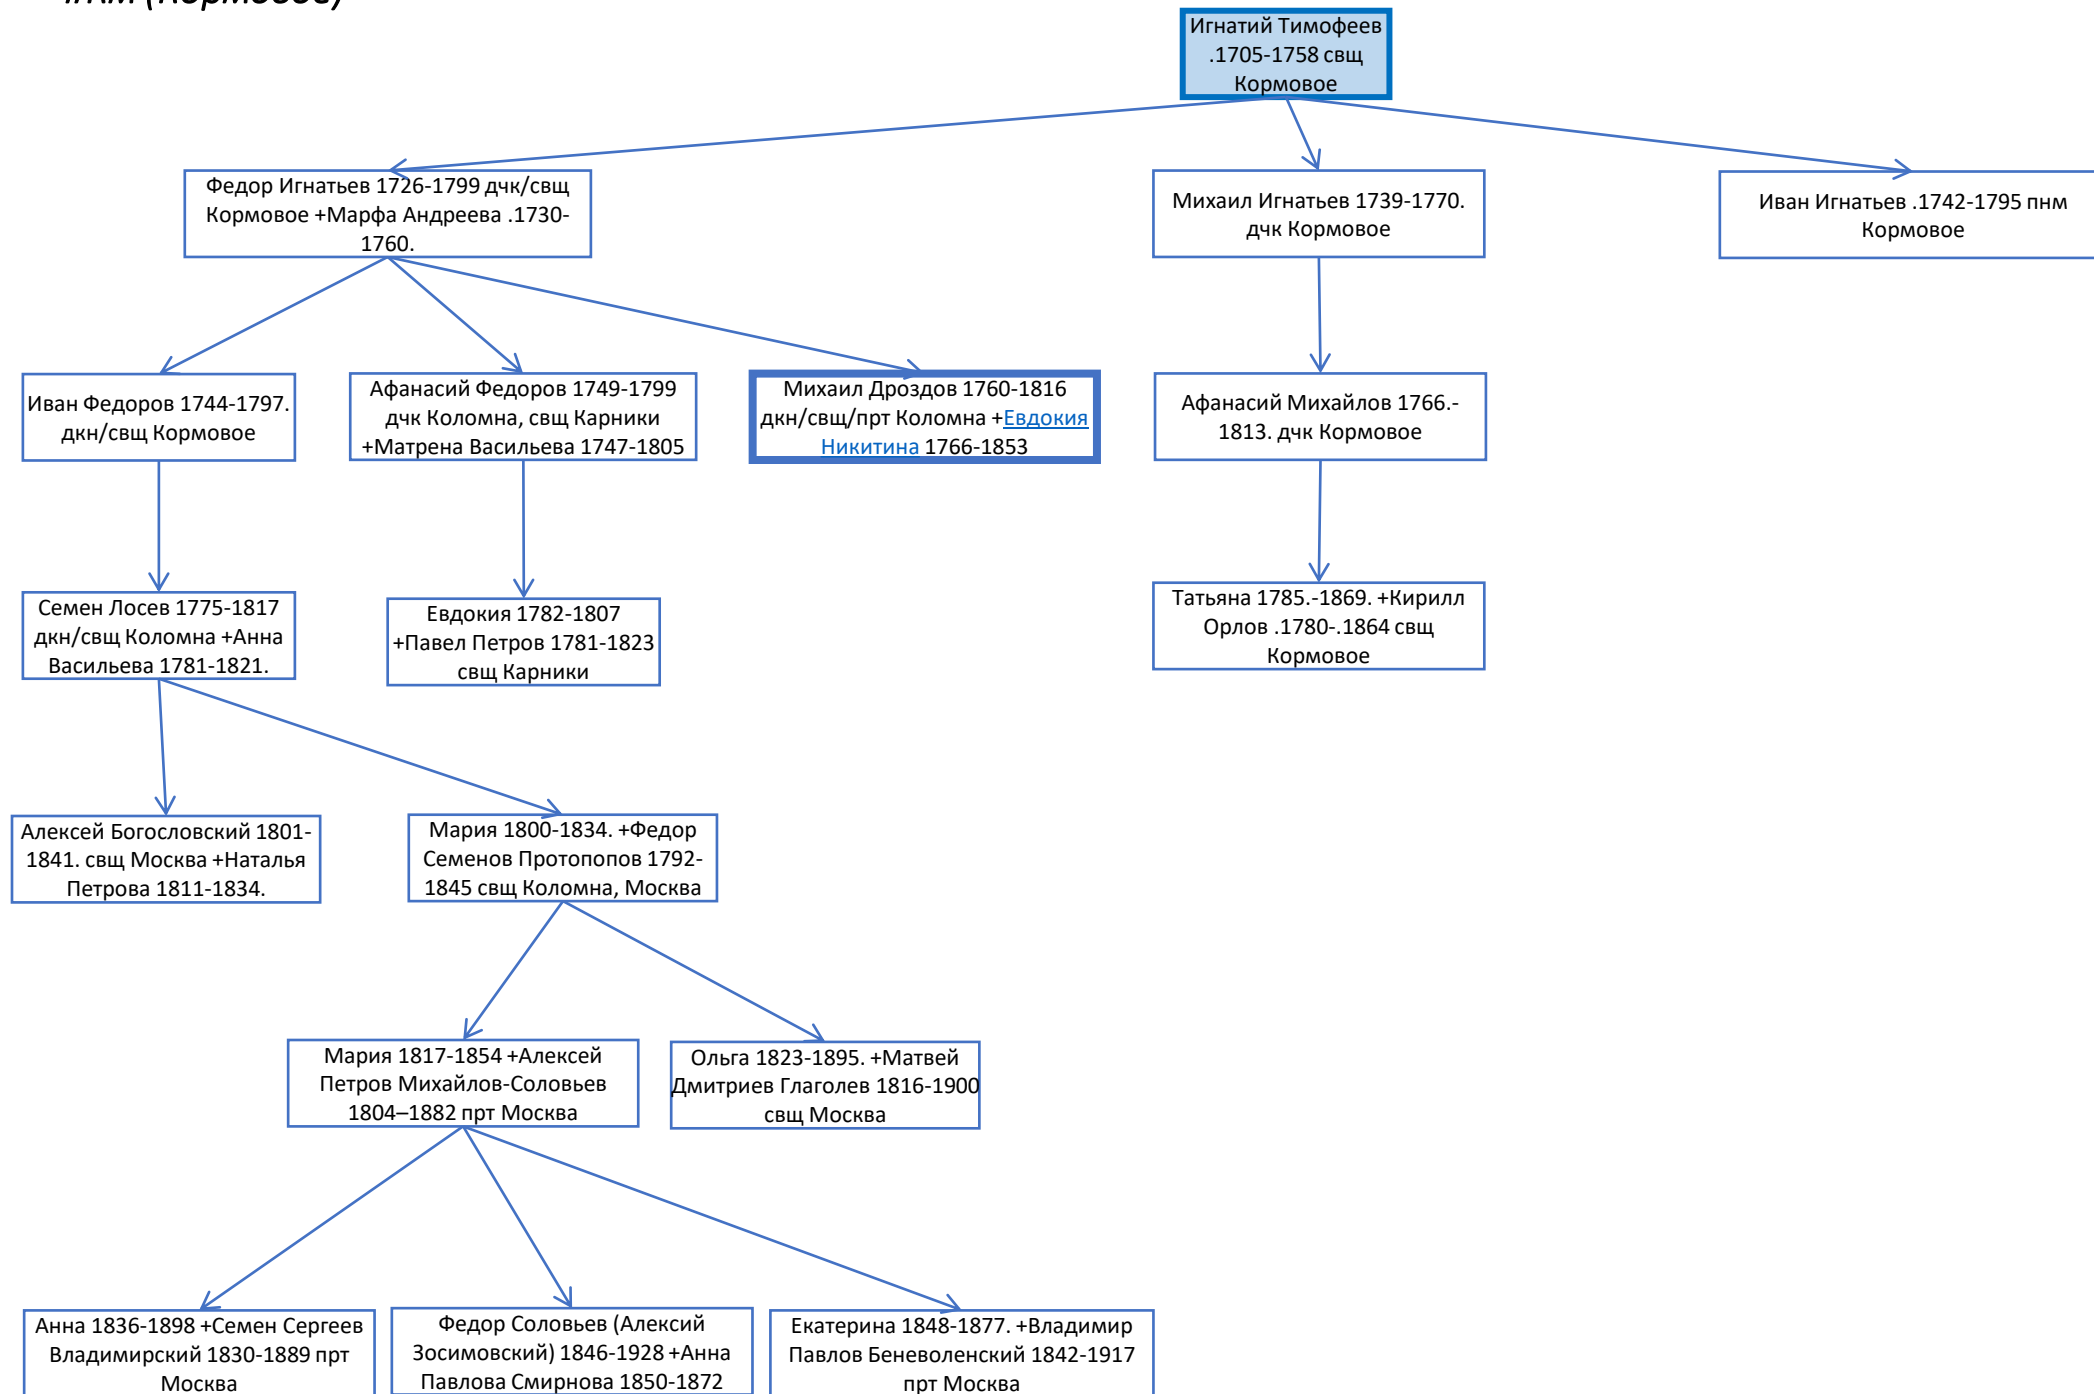 (Кормовое)
Игнатий Тимофеев
.1705-1758 свщ
Кормовое
Федор Игнатьев 1726-1799 дчк/свщ
Кормовое +Марфа Андреева .1730-
1760.
Михаил Игнатьев 1739-1770.
дчк Кормовое
Иван Игнатьев .1742-1795 пнм
Кормовое
Иван Федоров 1744-1797.
дкн/свщ Кормовое
Афанасий Федоров 1749-1799
дчк Коломна, свщ Карники
+Матрена Васильева 1747-1805
Михаил Дроздов 1760-1816
дкн/свщ/прт Коломна +Евдокия
Никитина 1766-1853
Афанасий Михайлов 1766.-
1813. дчк Кормовое
Семен Лосев 1775-1817
дкн/свщ Коломна +Анна
Васильева 1781-1821.
Евдокия 1782-1807
+Павел Петров 1781-1823
свщ Карники
Татьяна 1785.-1869. +Кирилл
Орлов .1780-.1864 свщ
Кормовое
Алексей Богословский 1801-
1841. свщ Москва +Наталья
Петрова 1811-1834.
Мария 1800-1834. +Федор
Семенов Протопопов 1792-
1845 свщ Коломна, Москва
Мария 1817-1854 +Алексей
Петров Михайлов-Соловьев
1804–1882 прт Москва
Ольга 1823-1895. +Матвей
Дмитриев Глаголев 1816-1900
свщ Москва
Анна 1836-1898 +Семен Сергеев
Владимирский 1830-1889 прт
Москва
Федор Соловьев (Алексий
Зосимовский) 1846-1928 +Анна
Павлова Смирнова 1850-1872
Екатерина 1848-1877. +Владимир
Павлов Беневоленский 1842-1917
прт Москва